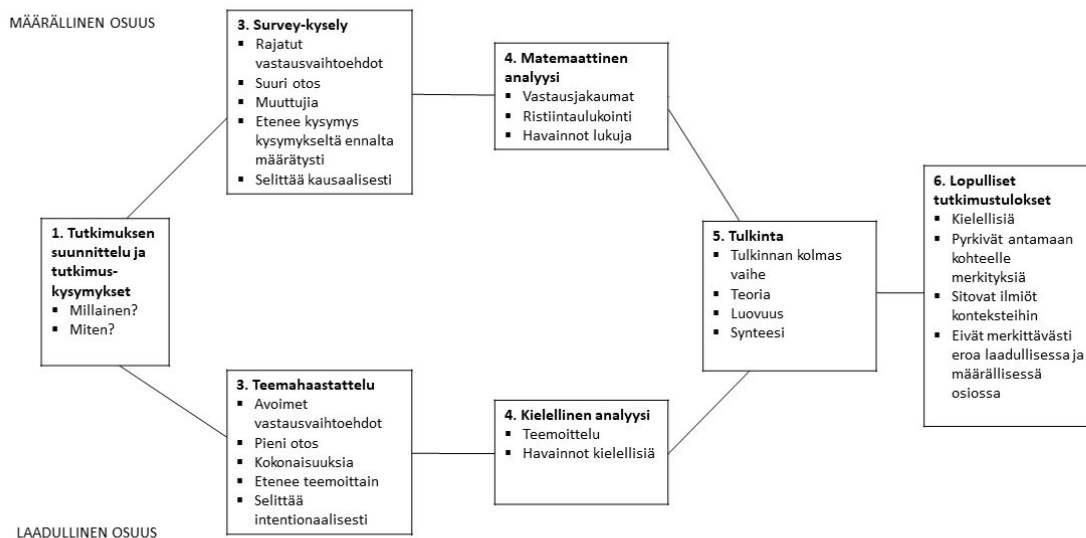 MÄÄRÄLLINEN OSUUS
3. Survey-kysely
▪ Rajatut
vastausvaihtoehdot
▪ Suuri otos
▪ Muuttujia
▪ Etenee kysymys
kysymykseltä ennalta
määrätysti
▪ Selittää kausaalisesti
4. Matemaattinen
analyysi
▪ Vastausjakaumat
▪ Ristiintaulukointi
▪ Havainnot lukuja
1. Tutkimuksen
suunnittelu ja
tutkimus-
kysymykset
▪ Millainen?
▪ Miten?
5. Tulkinta
▪ Tulkinnan kolmas
vaihe
▪ Teoria
▪ Luovuus
▪ Synteesi
6. Lopulliset
tutkimustulokset
▪ Kielellisiä
▪ Pyrkivät antamaan
kohteelle
merkityksiä
▪ Sitovat ilmiöt
konteksteihin
▪ Eivät merkittävästi
eroa laadullisessa ja
määrällisessä
osiossa
3. Teemahaastattelu
▪ Avoimet
vastausvaihtoehdot
▪ Pieni otos
▪ Kokonaisuuksia
▪ Etenee teemoittain
▪ Selittää
intentionaalisesti
4. Kielellinen analyysi
▪ Teemoittelu
▪ Havainnot kielellisiä
LAADULLINEN OSUUS